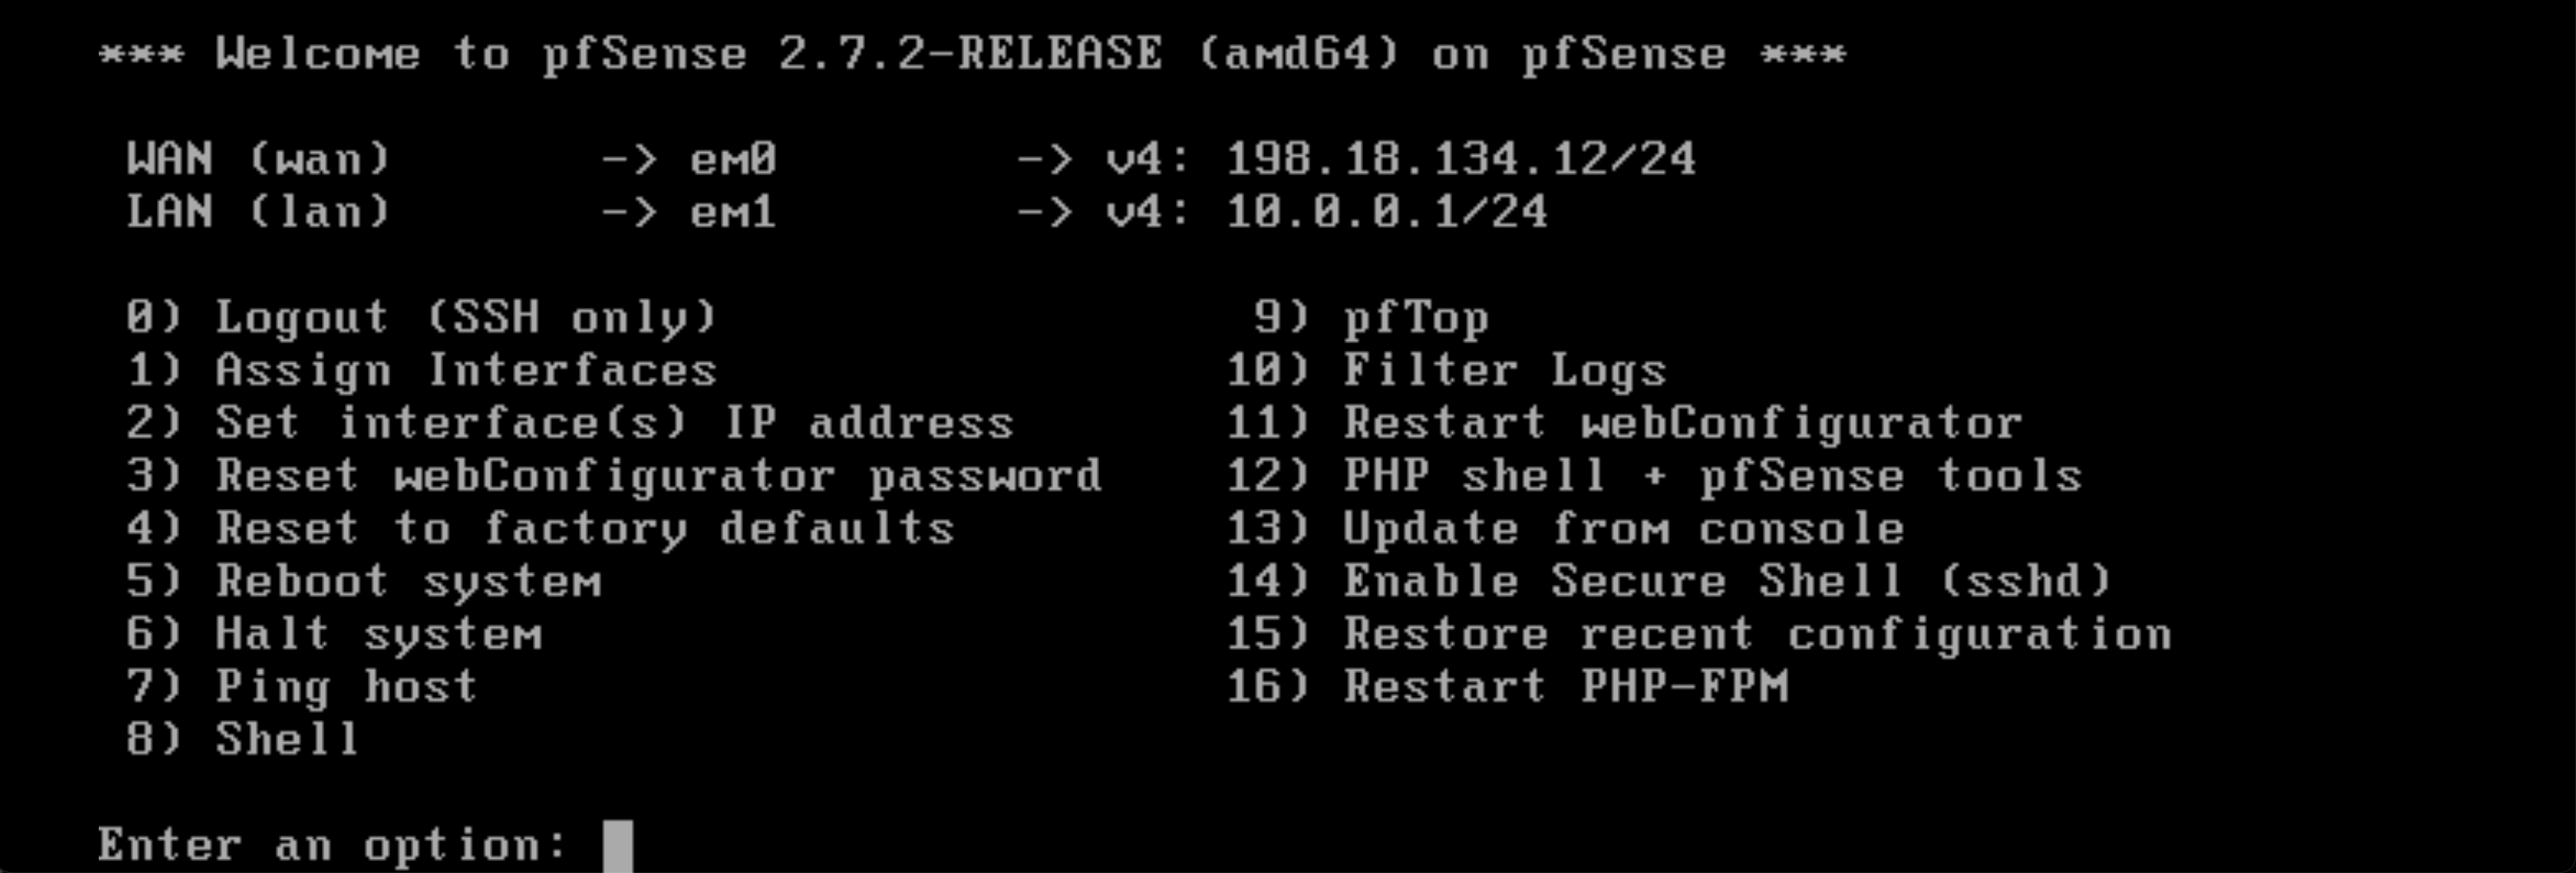 *** Welcome to pfSense 2.7.2-RELEASE (amd64) on pfSense ***
WAN (wan) -> em0 -> v4: 198.18.134.12/24
LAN (lan) -> em1 -> v4: 10.0.0.1/24
0) Logout (SSH only) 9) pfTop
1) Assign Interfaces 10) Filter Logs
2) Set interface(s) IP address 11) Restart webConfigurator
3) Reset webConfigurator password 12) PHP shell + pfSense tools
4) Reset to factory defaults 13) Update from console
5) Reboot system 14) Enable Secure Shell (sshd)
6) Halt system 15) Restore recent configuration
7) Ping host 16) Restart PHP-FPM
8) Shell
Enter an option: